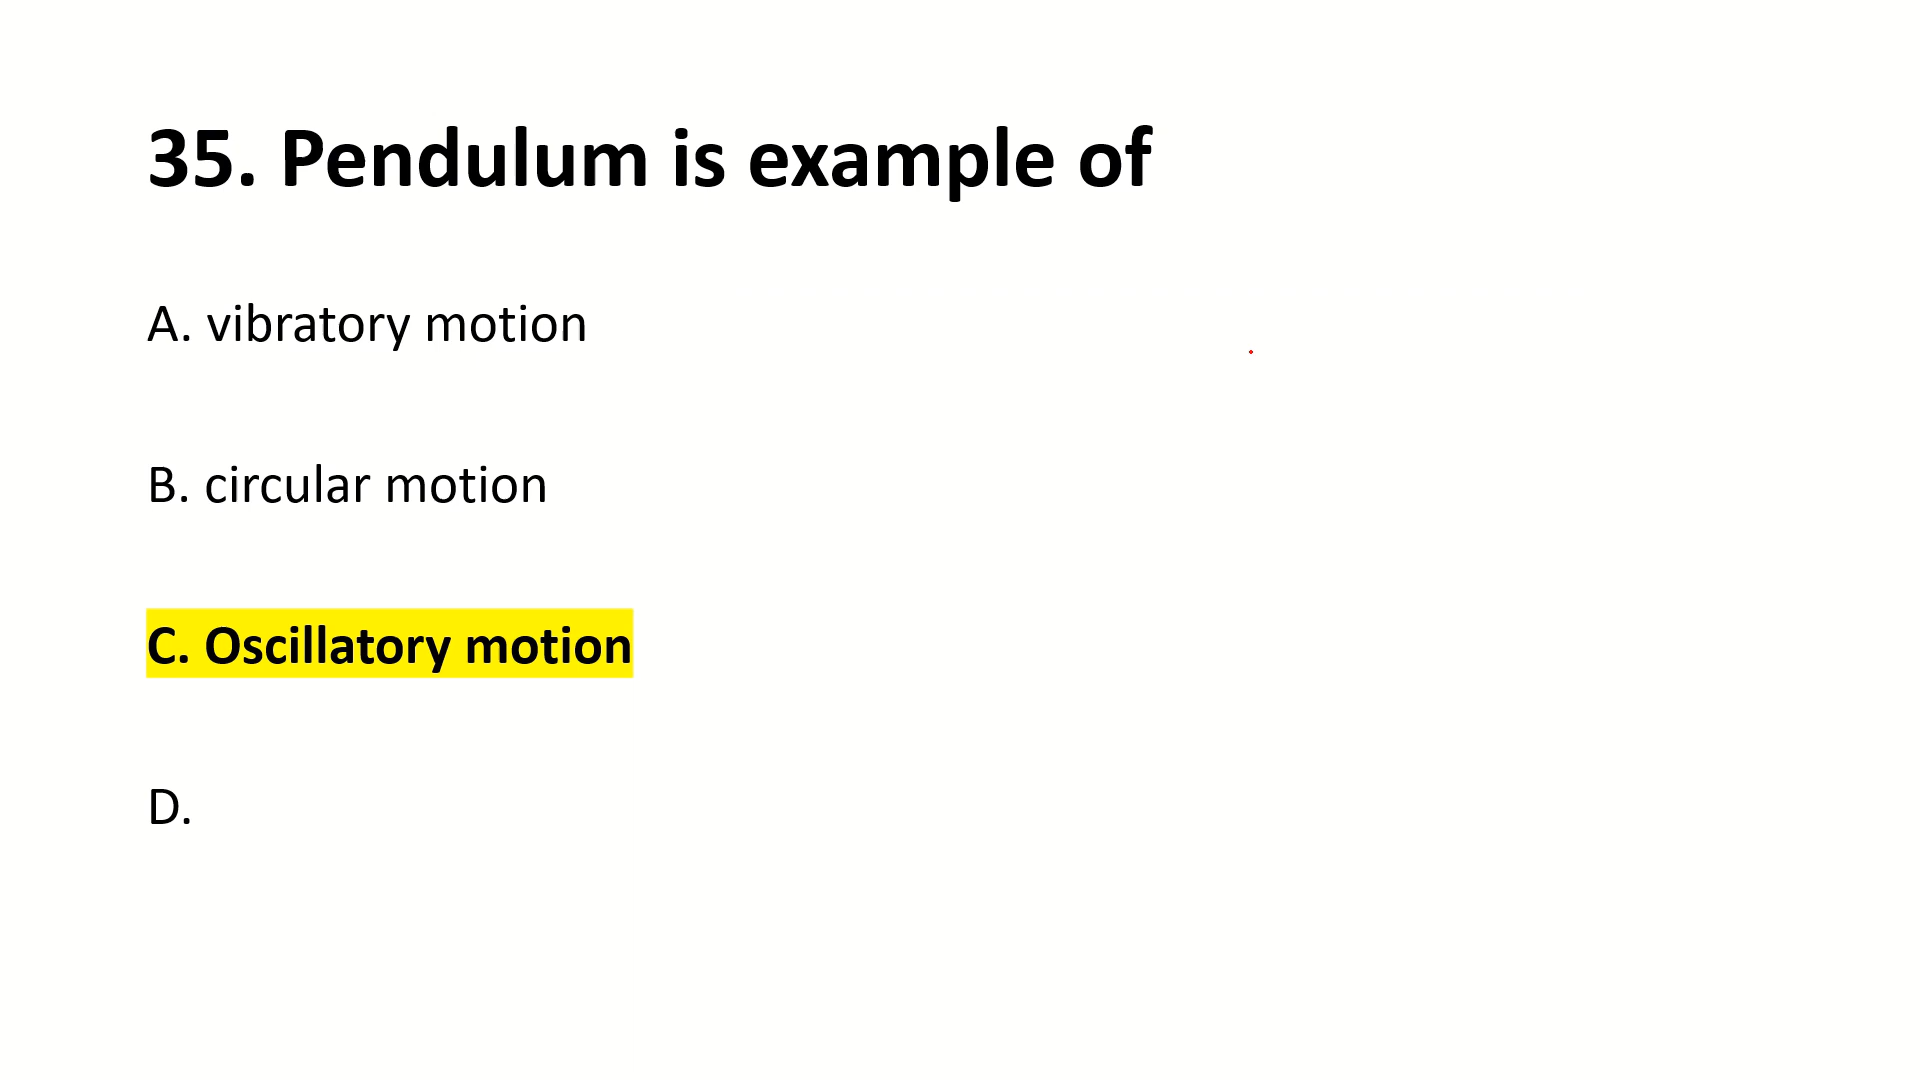 35. Pendulum is example of
A. vibratory motion
B. circular motion
C. Oscillatory motion
D.